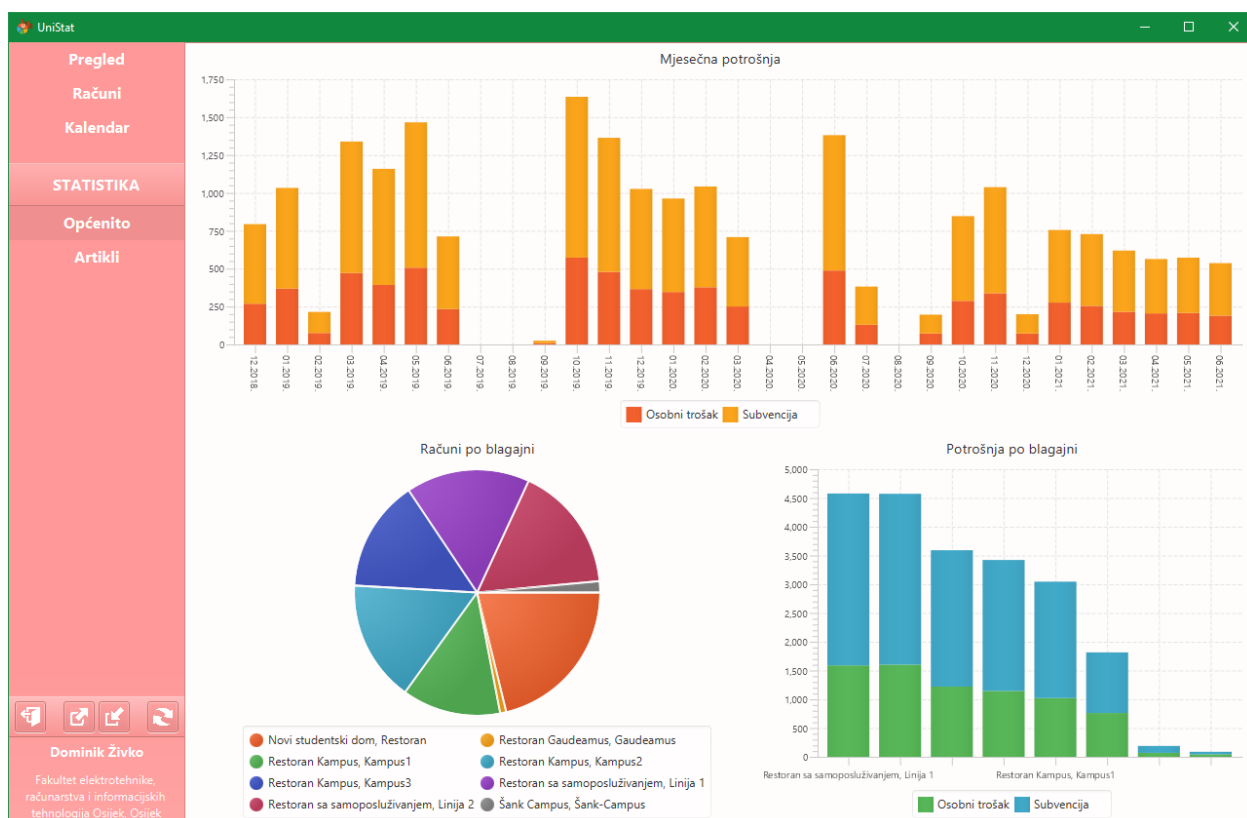 UniStat
Pregled
Računi
Kalendar
STATISTIKA
Općenito
Artikli
Dominik Živko
Fakultet elektrotehnike,
računarstva i informacijskih
tehnologija Osijek, Osijek
Mjesečna potrošnja
1,750
1,500
1,250
1,000
750
500
250
0
12.2018.
01.2019.
02.2019.
03.2019.
04.2019.
05.2019.
06.2019.
07.2019.
08.2019.
09.2019.
10.2019.
11.2019.
12.2019.
01.2020.
02.2020.
03.2020.
04.2020.
05.2020.
06.2020.
07.2020.
08.2020.
09.2020.
10.2020.
11.2020.
12.2020.
01.2021.
02.2021.
03.2021.
04.2021.
05.2021.
06.2021.
Osobni trošak Subvencija
Računi po blagajni
Novi studentski dom, Restoran Restoran Gaudeamus, Gaudeamus
Restoran Kampus, Kampus1 Restoran Kampus, Kampus2
Restoran Kampus, Kampus3 Restoran sa samoposluživanjem, Linija 1
Restoran sa samoposluživanjem, Linija 2 Šank Campus, Šank-Campus
Potrošnja po blagajni
5,000
4,500
4,000
3,500
3,000
2,500
2,000
1,500
1,000
500
0
Restoran sa samoposluživanjem, Linija 1 Restoran Kampus, Kampus1
Osobni trošak Subvencija